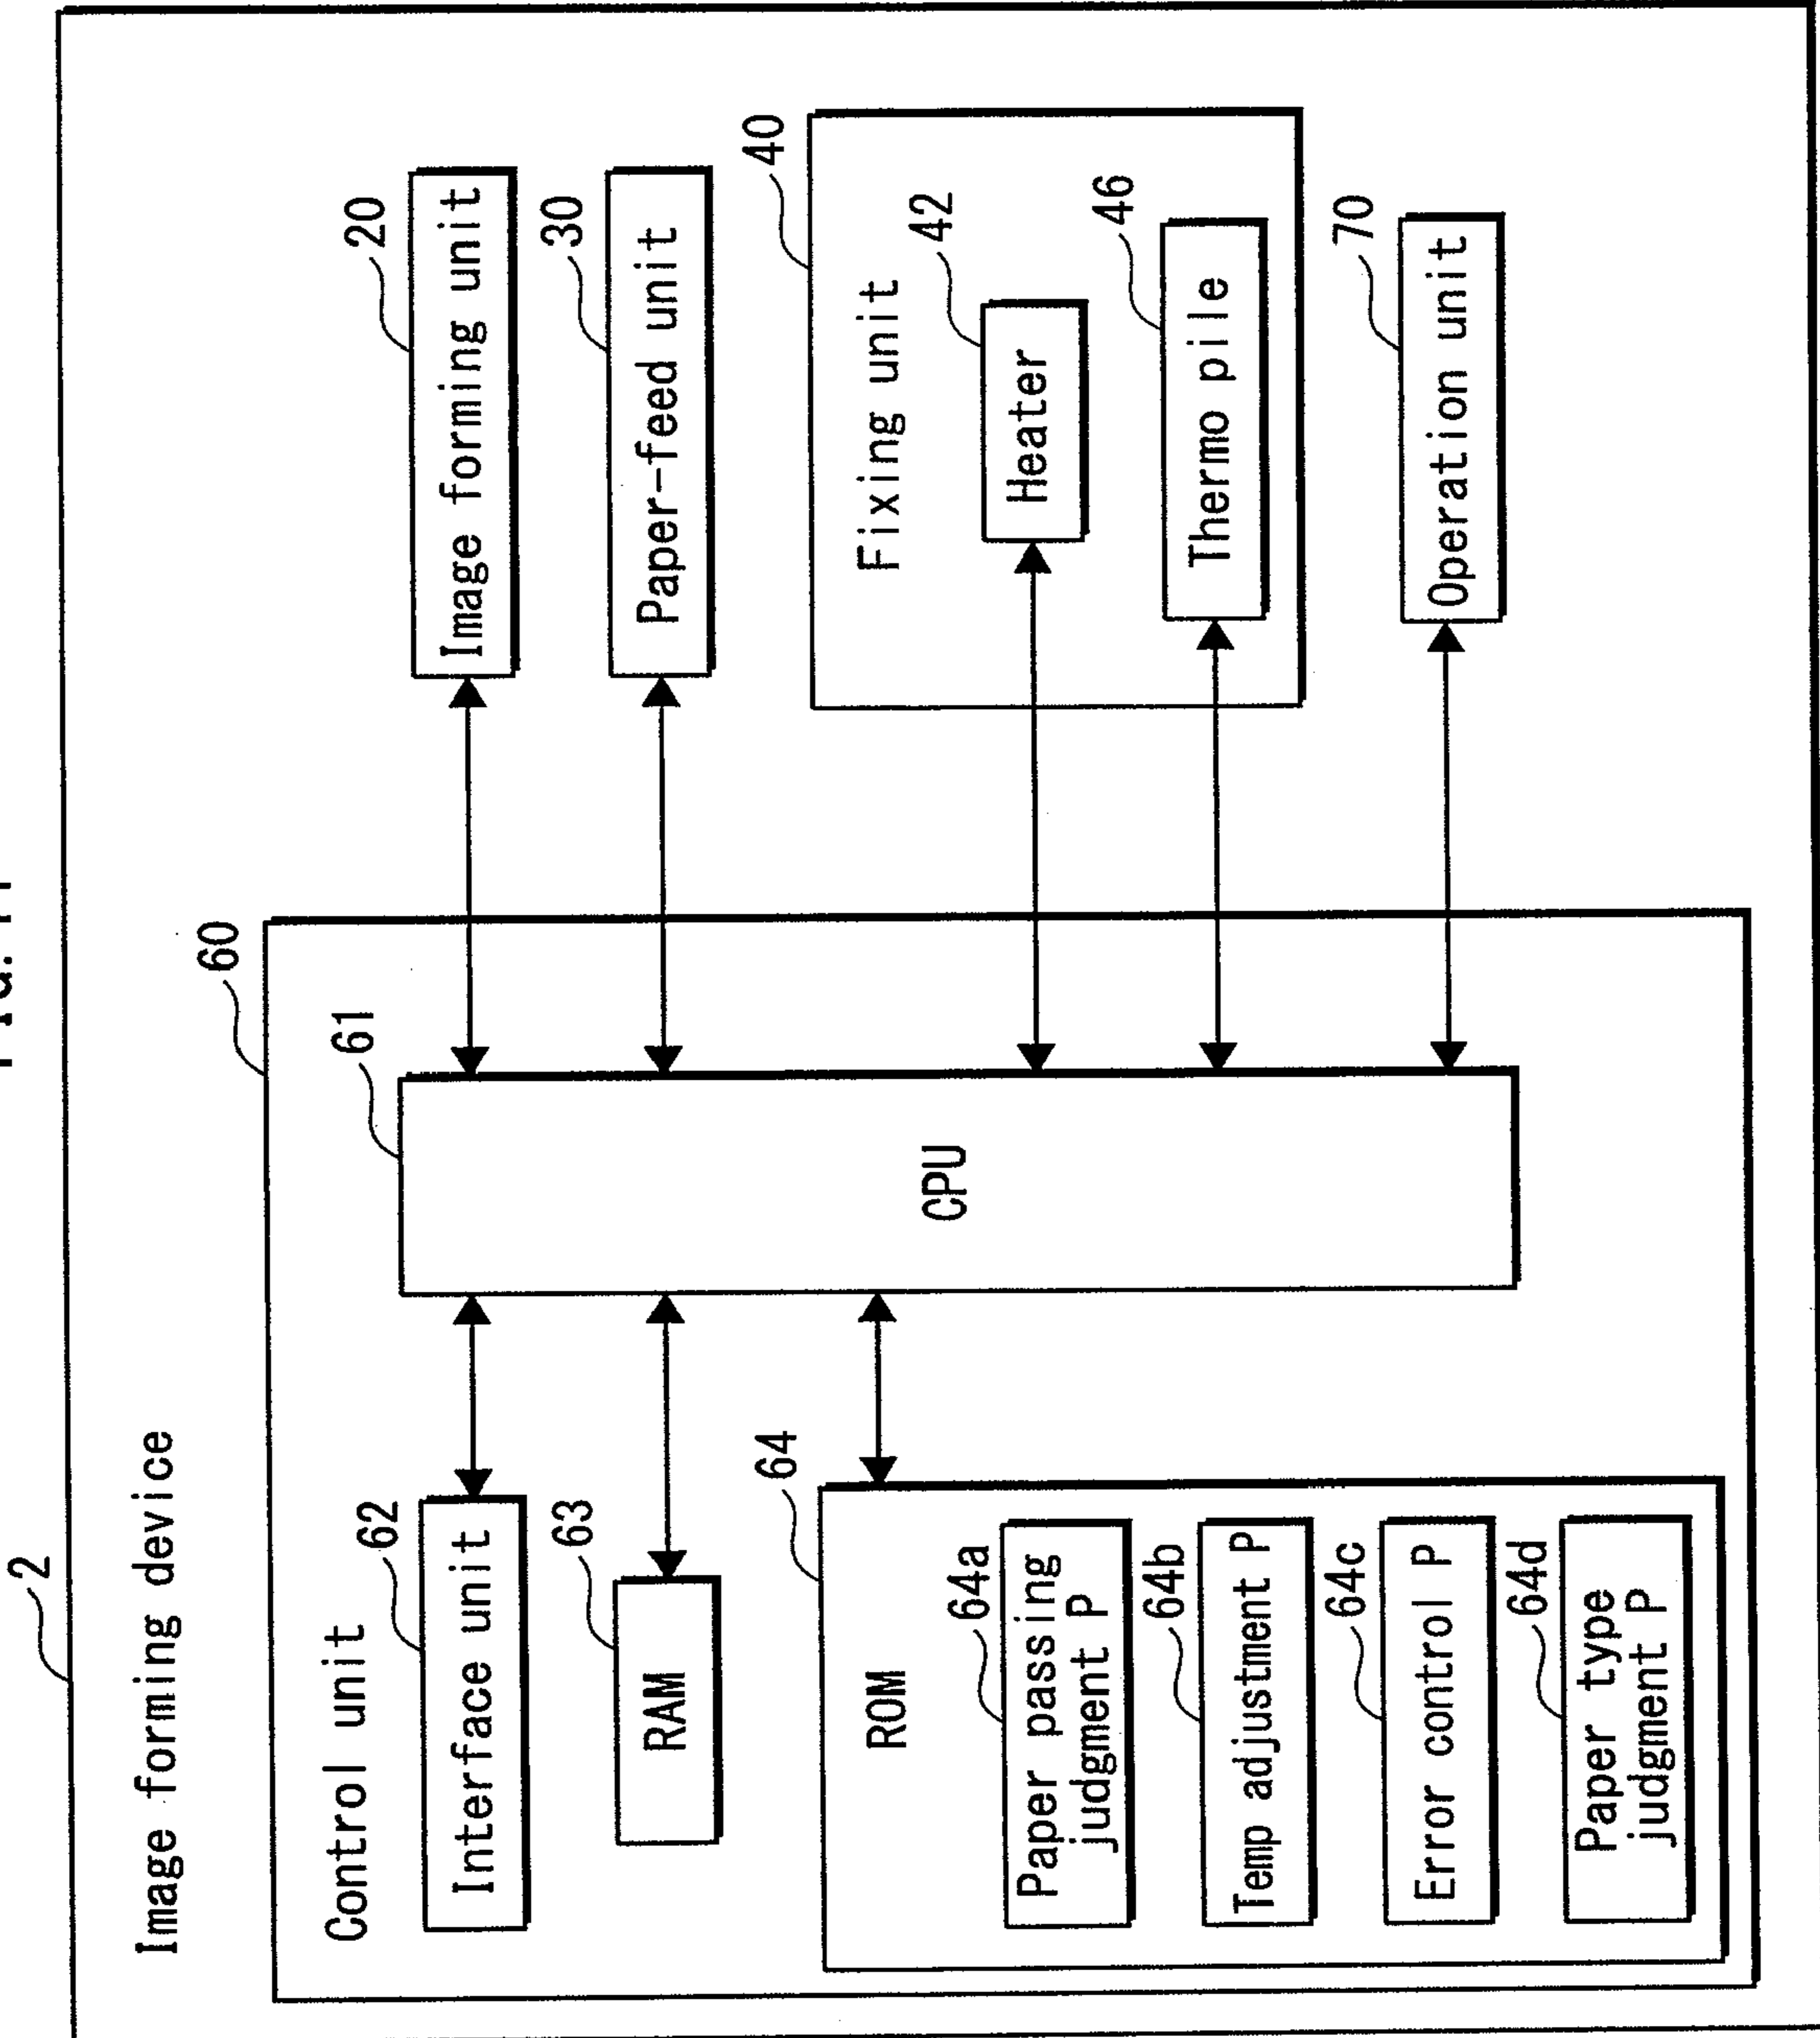 2
Image forming device
60
Control unit
61
CPU
62
Interface unit
63
RAM
64
ROM
64a
Paper passing
judgment P
64b
Temp adjustment P
64c
Error control P
64d
Paper type
judgment P
20
Image forming unit
30
Paper-feed unit
40
Fixing unit
42
Heater
46
Thermo pile
70
Operation unit